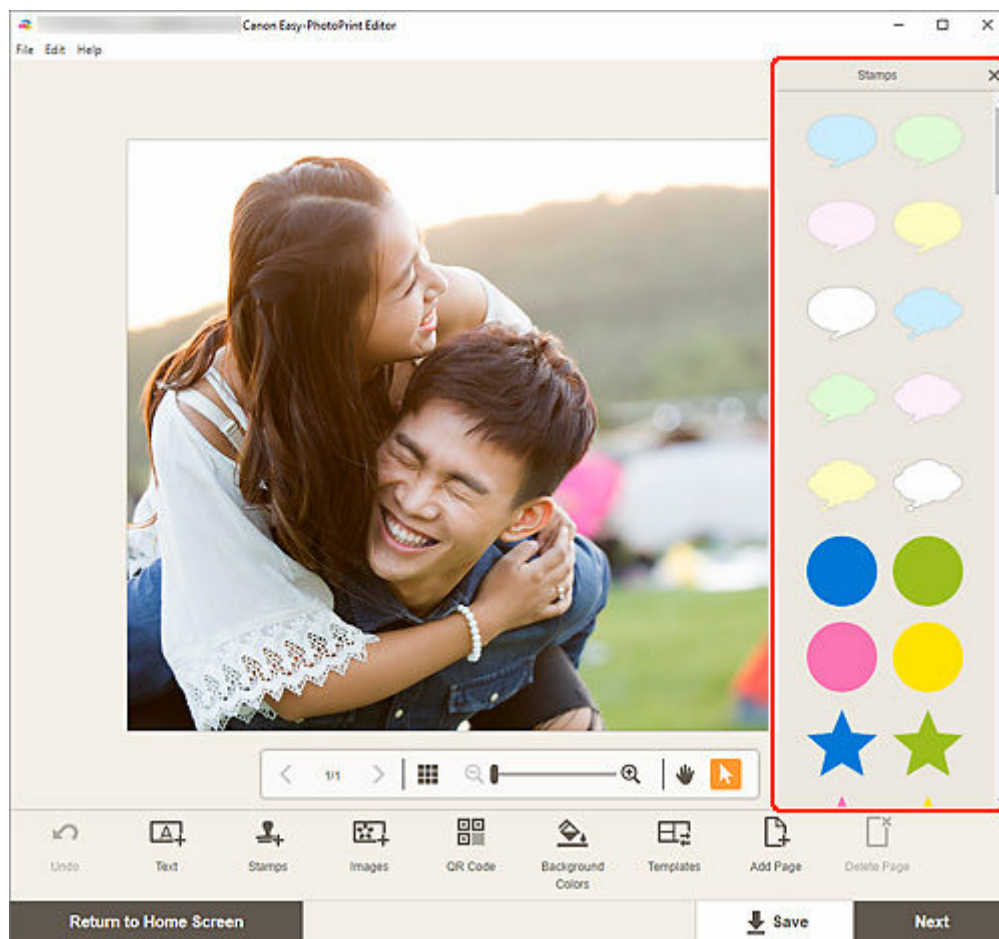 Canon Easy-PhotoPrint Editor
File Edit Help
Stamps
1/1
Undo
Text
Stamps
Images
QR Code
Background
Colors
Templates
Add Page
Delete Page
Return to Home Screen
Save
Next